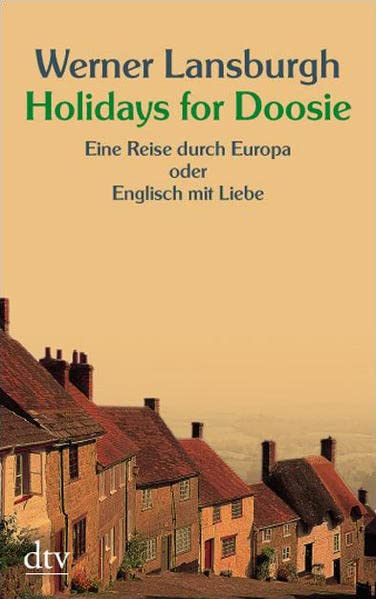 Werner Lansburgh
Holidays for Doosie
Eine Reise durch Europa
oder
Englisch mit Liebe
dtv